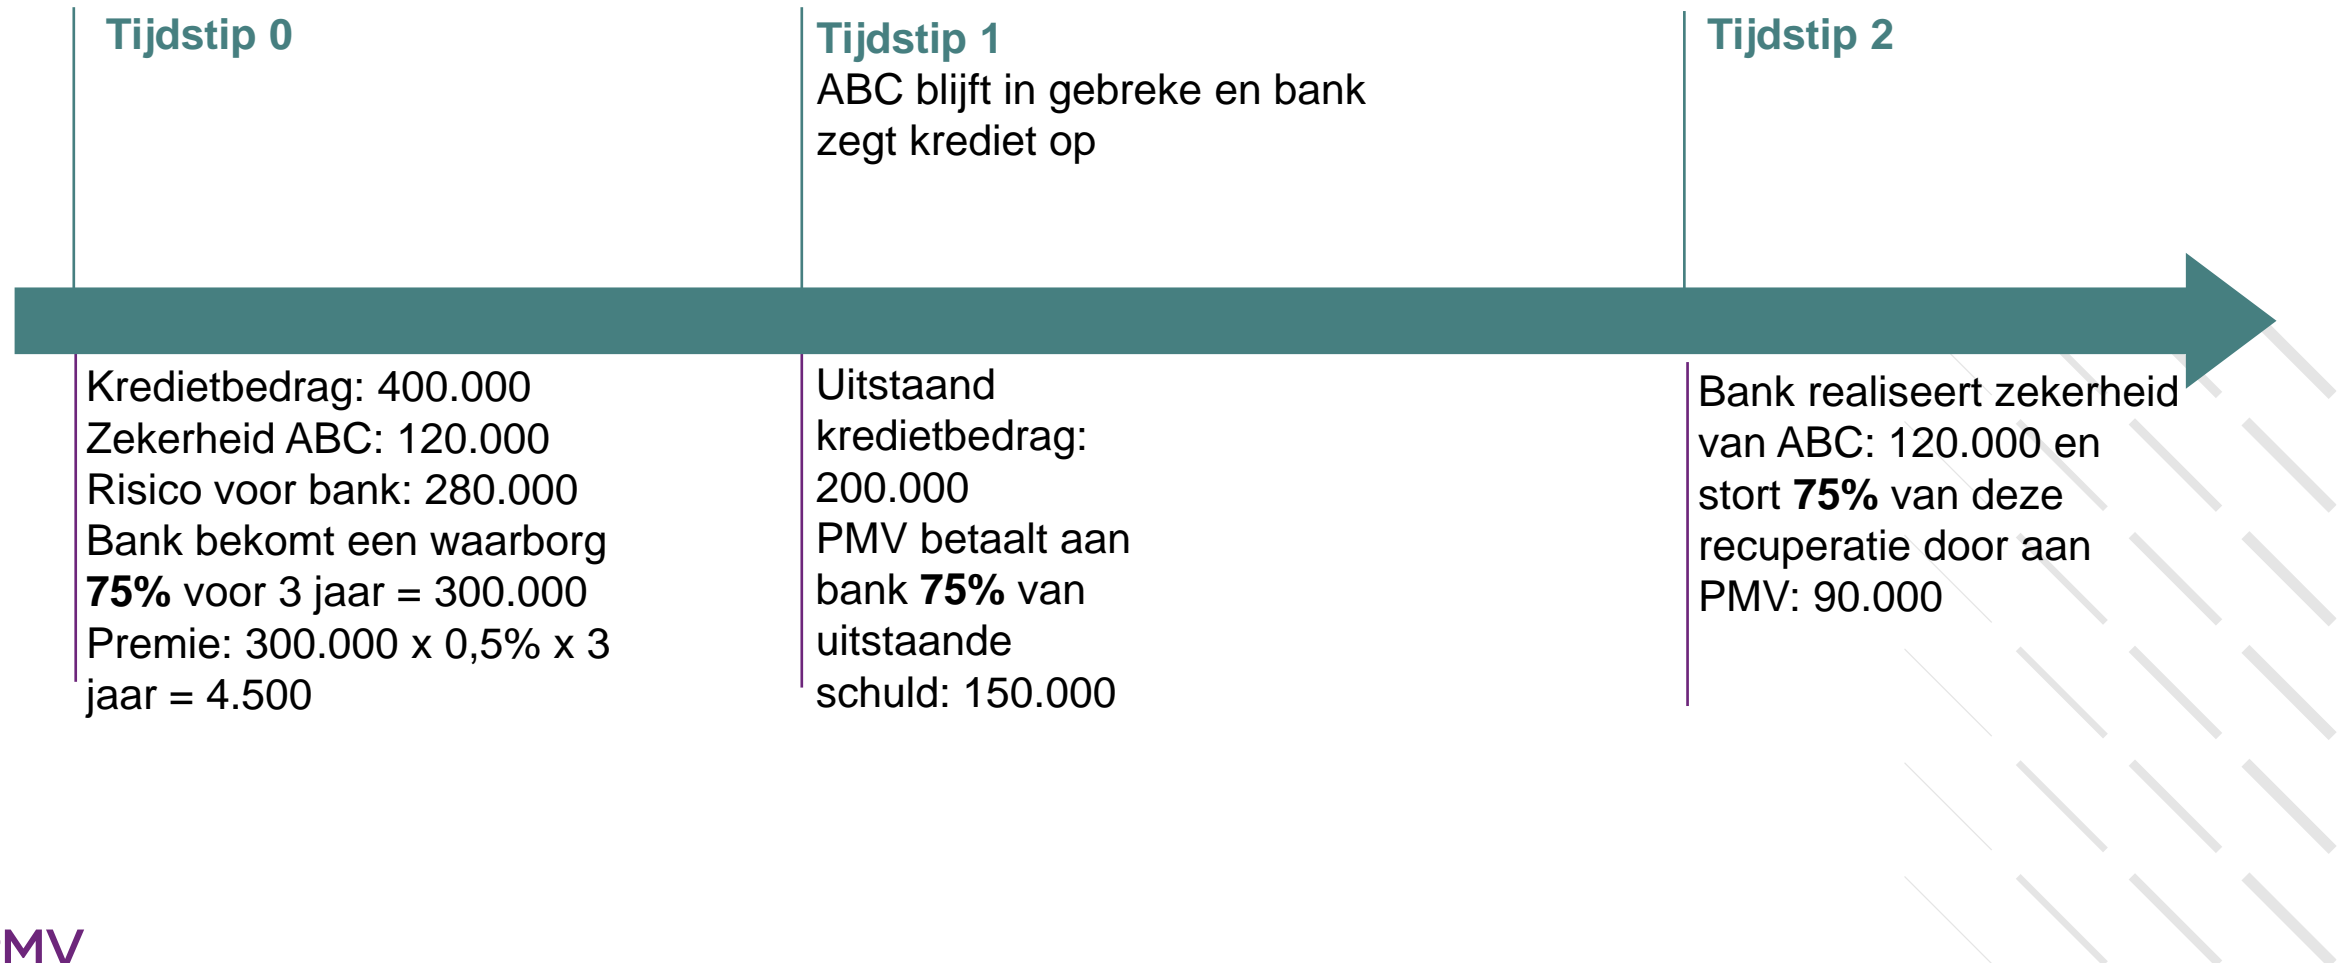 Tijdstip 0
Tijdstip 1
ABC blijft in gebreke en bank
zegt krediet op
Tijdstip 2
Kredietbedrag: 400.000
Zekerheid ABC: 120.000
Risico voor bank: 280.000
Bank bekomt een waarborg
75% voor 3 jaar = 300.000
Premie: 300.000 x 0,5% x 3
jaar = 4.500
Uitstaand
kredietbedrag:
200.000
PMV betaalt aan
bank 75% van
uitstaande
schuld: 150.000
Bank realiseert zekerheid
van ABC: 120.000 en
stort 75% van deze
recuperatie door aan
PMV: 90.000
MV